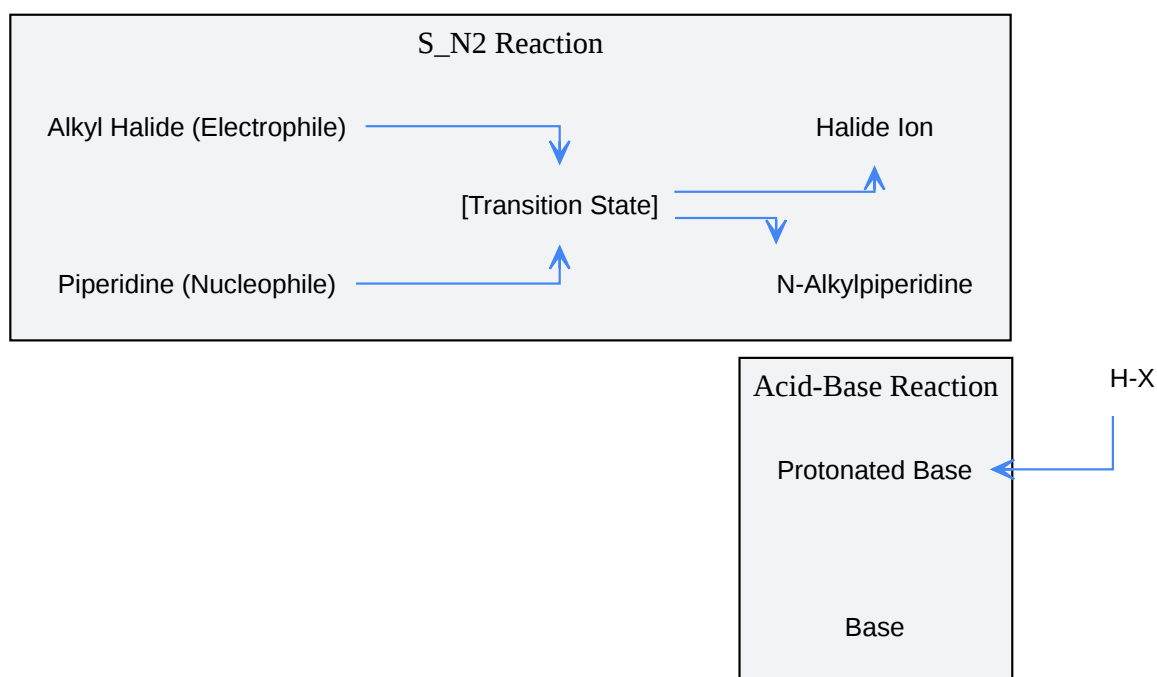 S_N2 Reaction
Alkyl Halide (Electrophile)
Halide Ion
[Transition State]
Piperidine (Nucleophile)
N-Alkylpiperidine
Acid-Base Reaction
H-X
Protonated Base
Base